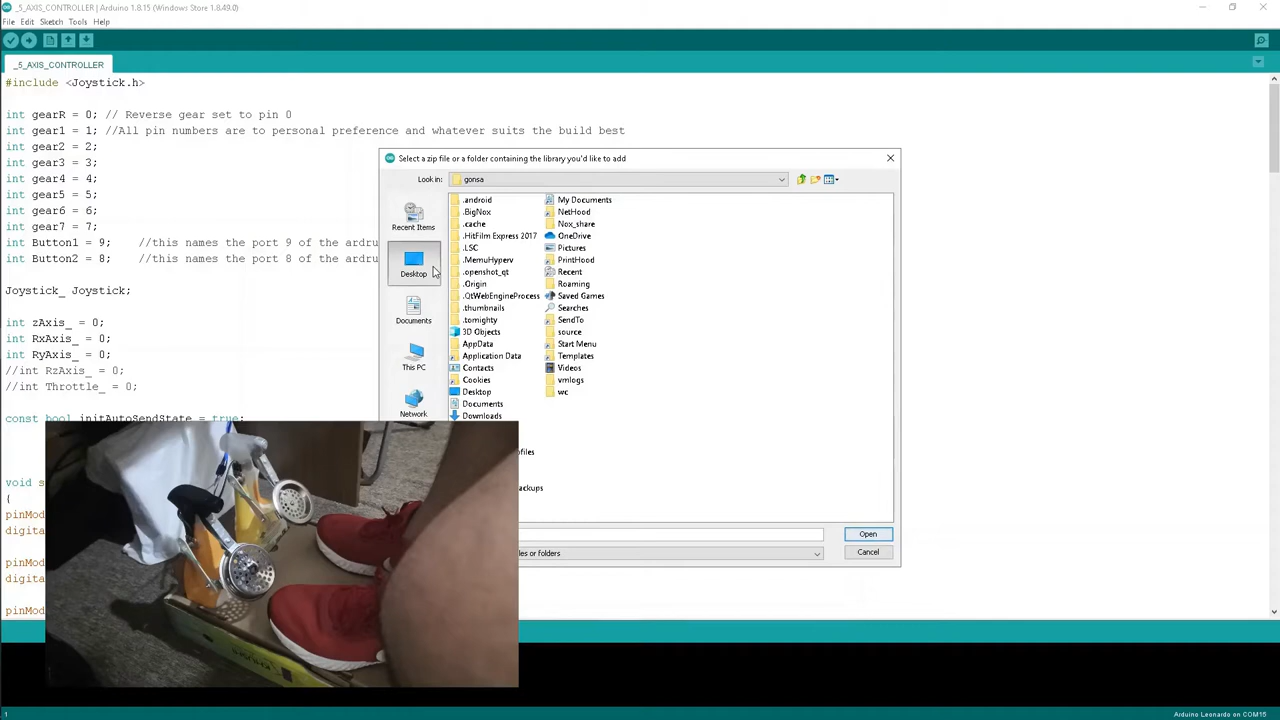 _5_AXIS_CONTROLLER | Arduino 1.8.15 (Windows Store 1.8.49.0)
File Edit Sketch Tools Help
_5_AXIS_CONTROLLER
#include <Joystick.h>
int gearR = 0; // Reverse gear set to pin 0
int gear1 = 1; //All pin numbers are to personal preference and whatever suits the build best
int gear2 = 2;
int gear3 = 3;
int gear4 = 4;
int gear5 = 5;
int gear6 = 6;
int gear7 = 7;
int Button1 = 9; //this names the port 9 of the ardru
int Button2 = 8; //this names the port 8 of the ardru
Joystick_ Joystick;
int zAxis_ = 0;
int RxAxis_ = 0;
int RyAxis_ = 0;
//int RzAxis_ = 0;
//int Throttle_ = 0;
const bool initAutoSendState = true;
void s
{
pinMod
digita
pinMod
digita
pinMod
Select a zip file or a folder containing the library you'd like to add
Look in: gonsa
Recent Items
Desktop
Documents
This PC
Network
.android
.BigNox
.cache
.HitFilm Express 2017
.LSC
.MemuHyperv
.openshot_qt
.Origin
.QtWebEngineProcess
.thumbnails
.tomighty
3D Objects
AppData
Application Data
Contacts
Cookies
Desktop
Documents
Downloads
ofiles
ackups
My Documents
NetHood
Nox_share
OneDrive
Pictures
PrintHood
Recent
Roaming
Saved Games
Searches
SendTo
source
Start Menu
Templates
Videos
vmlogs
wc
Open
les or folders
Cancel
1
Arduino Leonardo on COM15